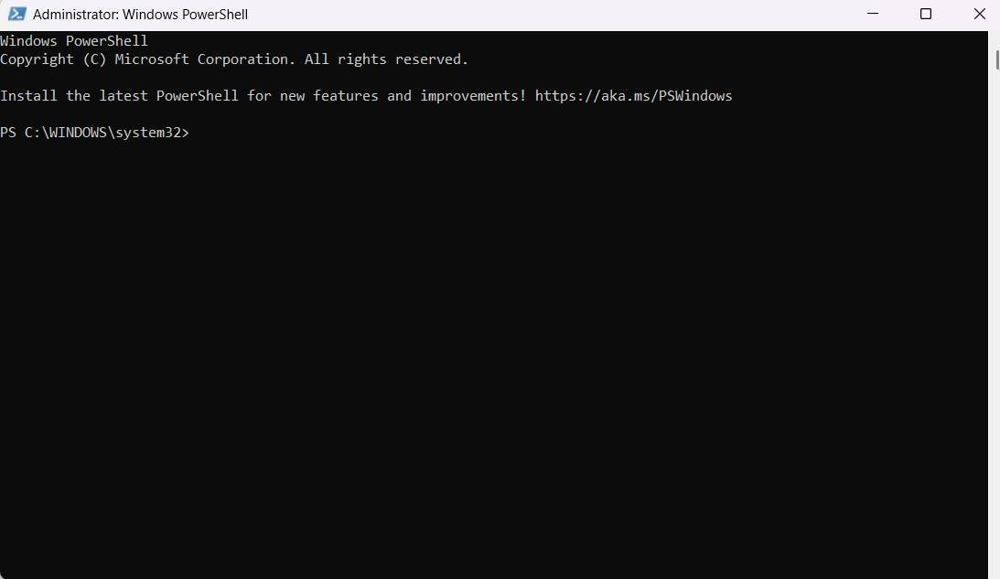 Administrator: Windows PowerShell
Windows PowerShell
Copyright (C) Microsoft Corporation. All rights reserved.
Install the latest PowerShell for new features and improvements! https://aka.ms/PSWindows
PS C:\WINDOWS\system32>